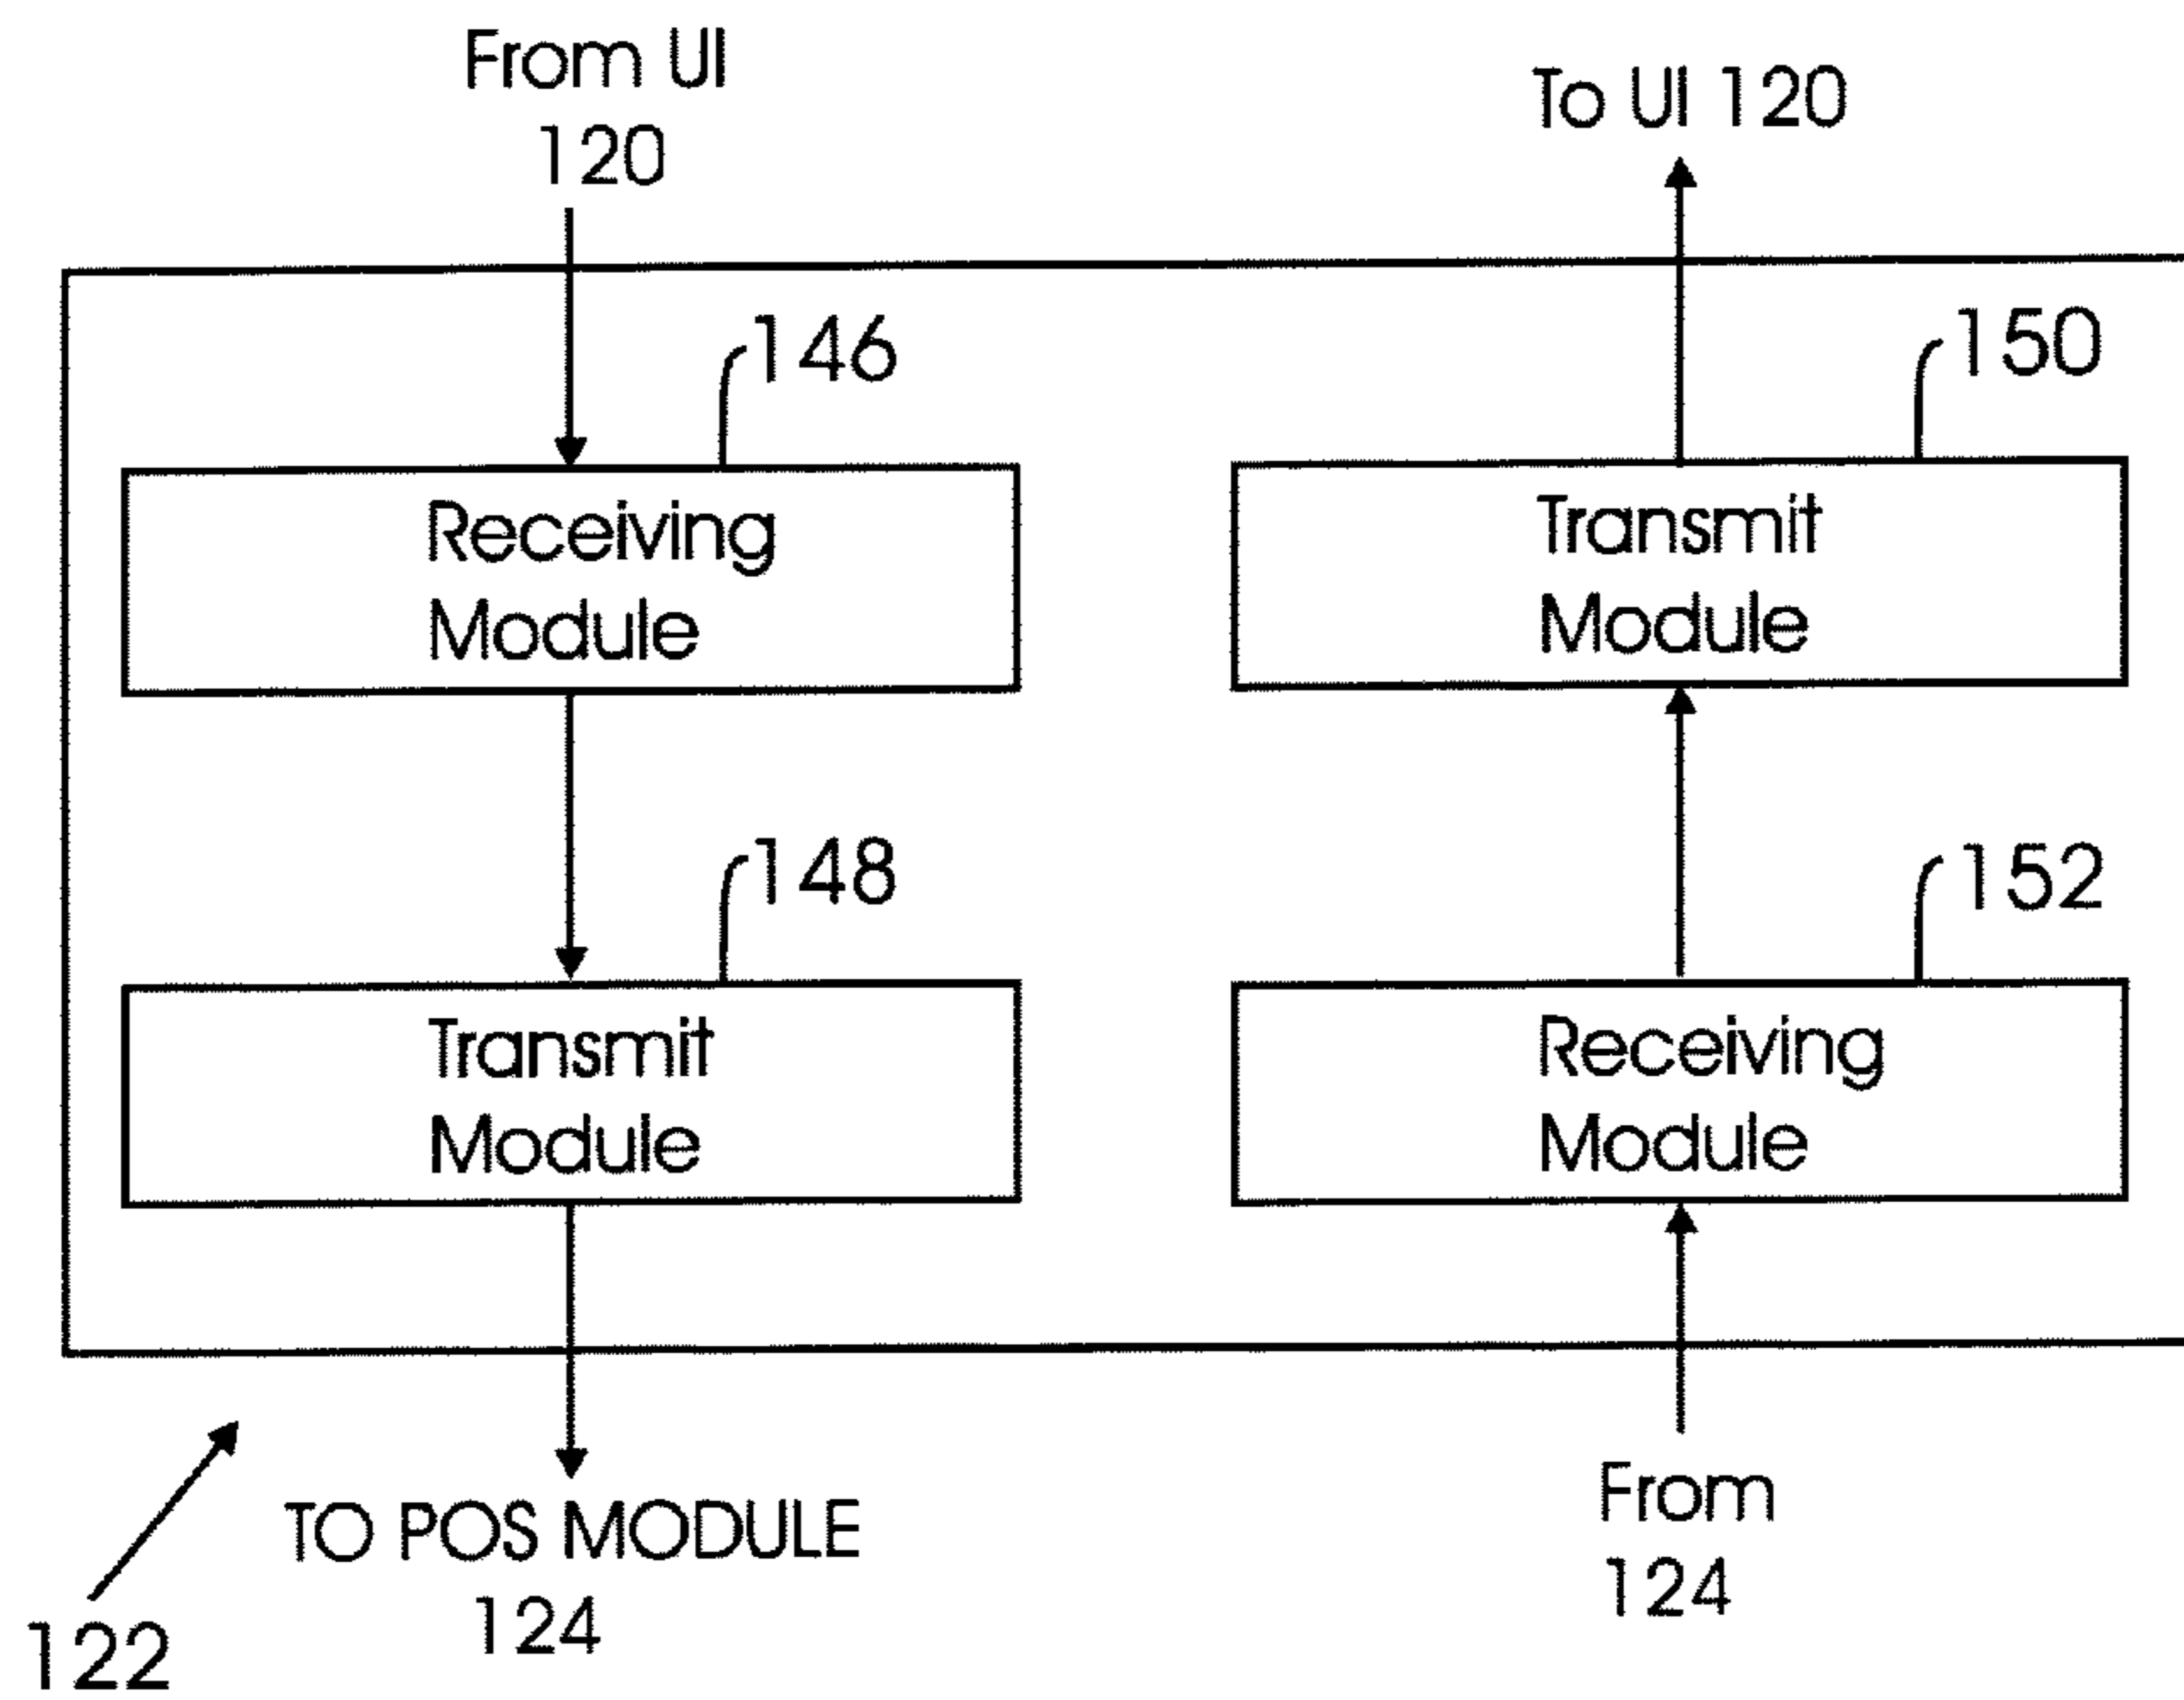 From UI
120
To UI 120
146
150
Receiving
Module
Transmit
Module
148
152
Transmit
Module
Receiving
Module
TO POS MODULE
124
From
124
122